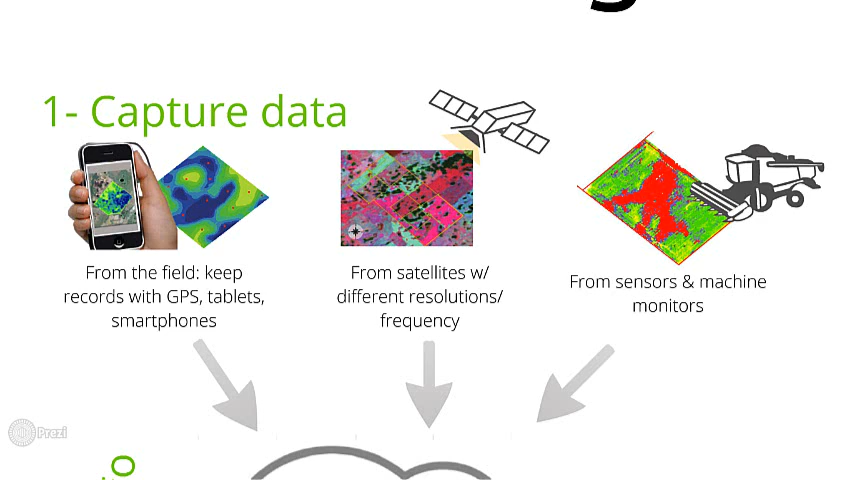 1- Capture data
From the field: keep
records with GPS, tablets,
smartphones
From satellites w/
different resolutions/
frequency
From sensors & machine
monitors
Prezi